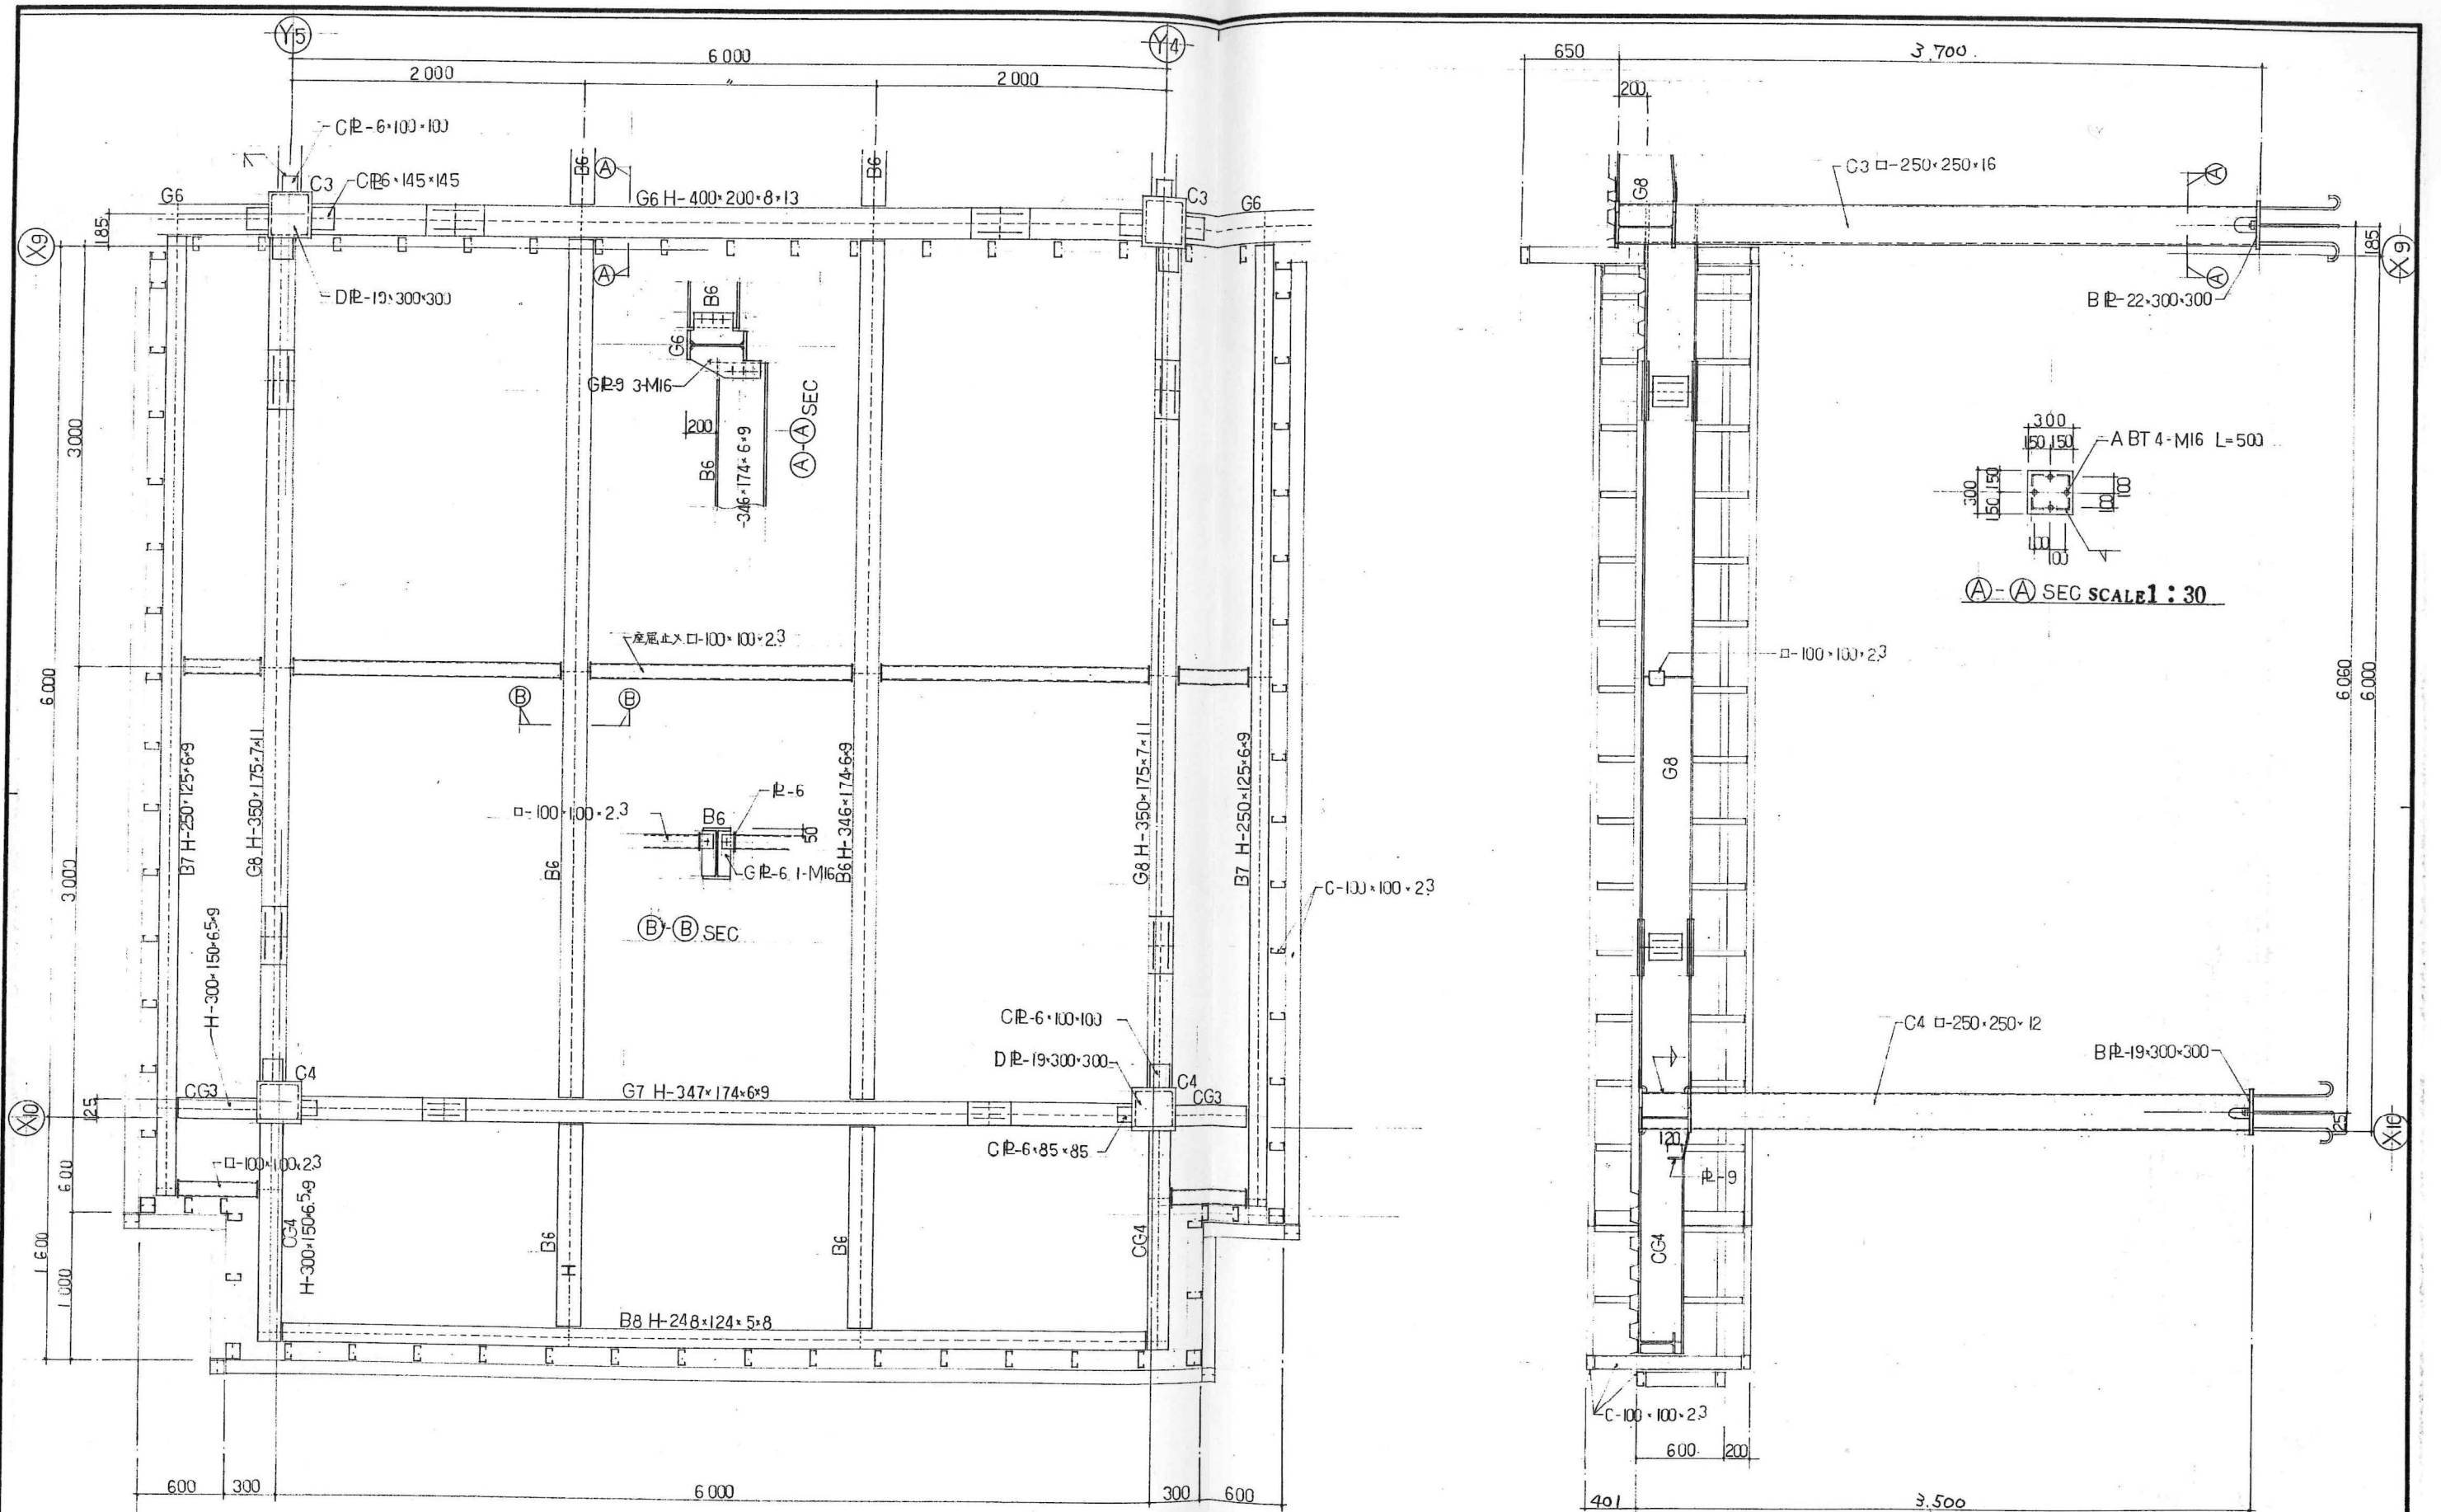 Y5
Y4
6 000
2 000
〃
2 000
CPL-6×100×100
C3
CPL6×145×145
G6
B6
A
B6
G6 H-400×200×8×13
C3
G6
185
X9
A
DPL-19×300×300
B6
G6
GPL-9 3-M16
200
B6
-346×174×6×9
A-A SEC
3000
6 000
3 000
□-100×100×2.3
B
B
B7 H-250×125×6×9
G8 H-350×175×7×11
B6
□-100×100×2.3
B6
PL-6
50
GPL-6 1-M16
B-B SEC
B6 H-346×174×6×9
G8 H-350×175×7×11
B7 H-250×125×6×9
C-100×100×2.3
H-300×150×6.5×9
CPL-6×100×100
DPL-19×300×300
C4
CG3
G7 H-347×174×6×9
C4
CG3
CPL-6×85×85
125
X10
□-100×100×2.3
600
1 600
1 000
CG4
H-300×150×6.5×9
B6
H
B6
CG4
B8 H-248×124×5×8
600
300
6 000
300
600
650
3,700
200
G8
C3 □-250×250×16
A
A
BPL-22×300×300
185
X9
300
150 150
ABT 4-M16 L=500
300
150 150
100
100
100
100
A-A SEC SCALE 1:30
□-100×100×2.3
G8
6 060
6 000
C4 □-250×250×12
BPL-19×300×300
125
X10
120
PL-9
CG4
C-100×100×2.3
600
200
401
3.500